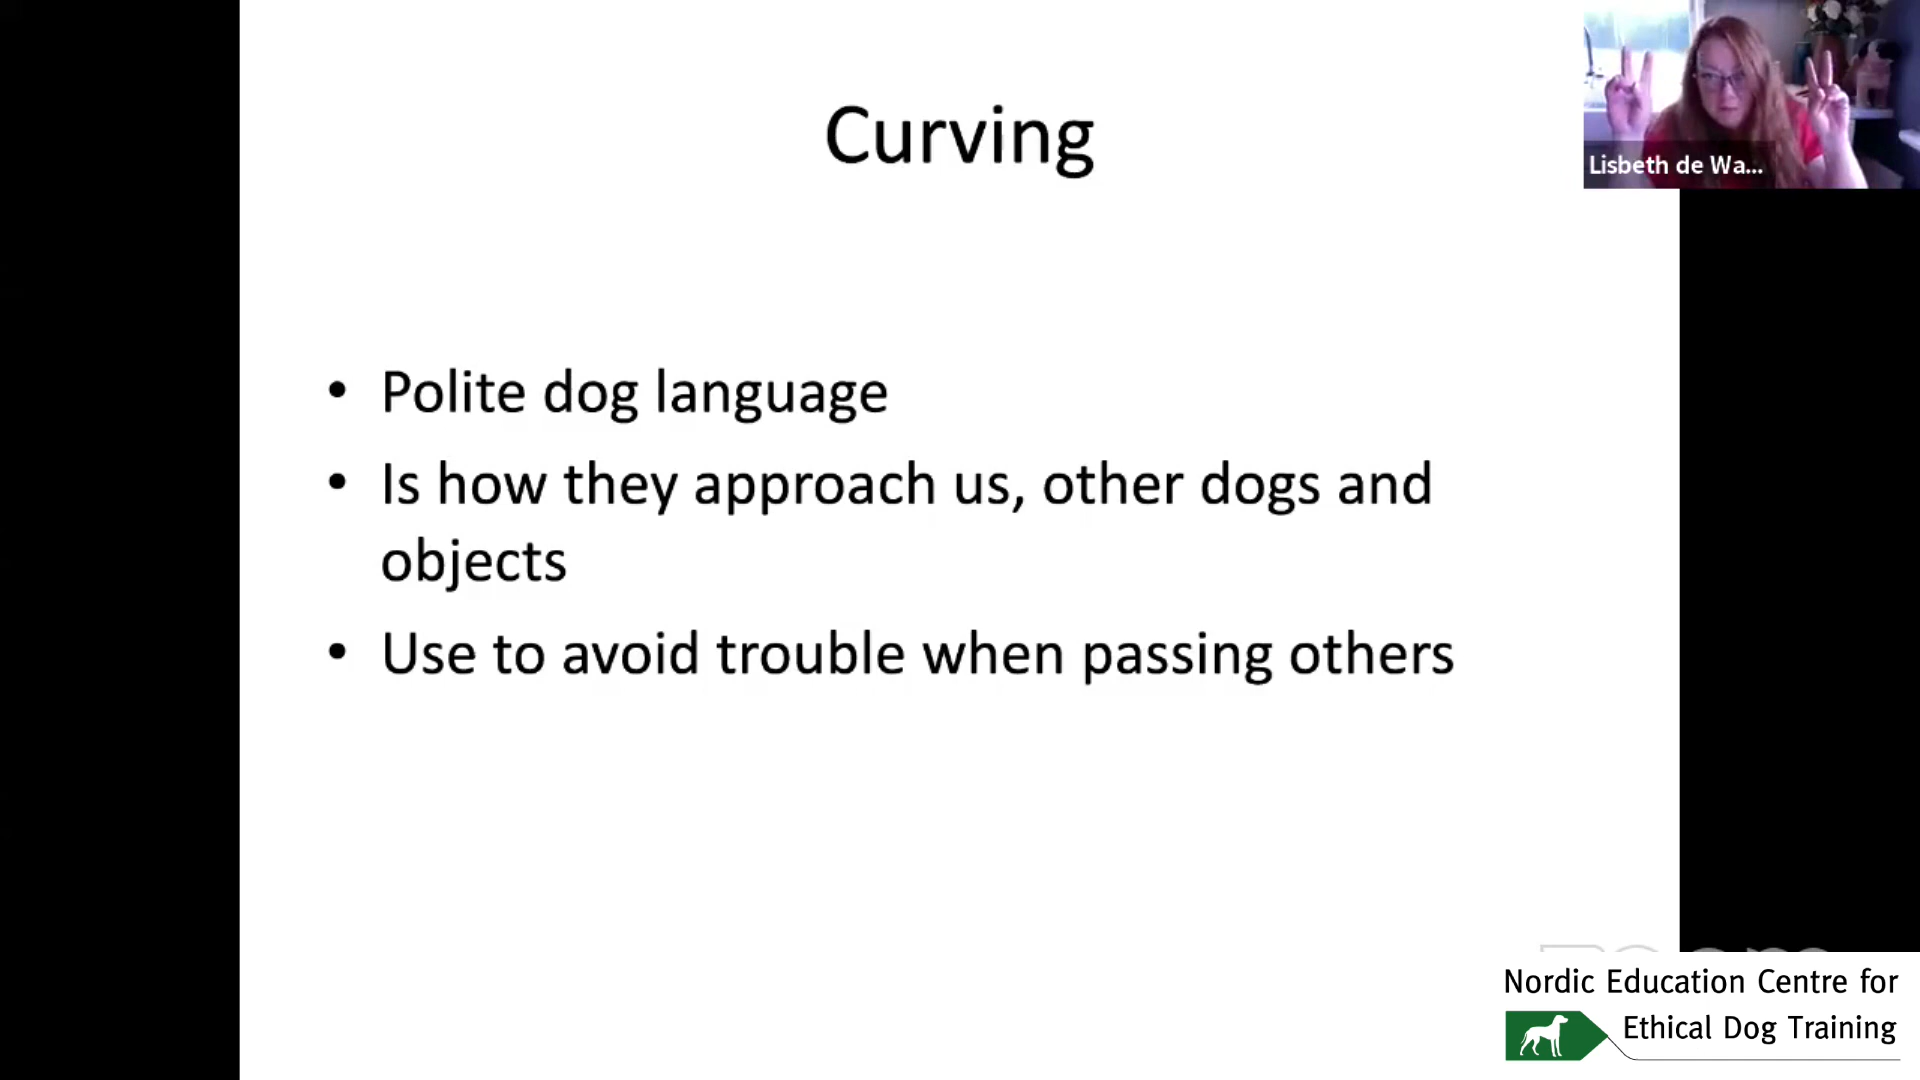 Curving
Lisbeth de Wa...
• Polite dog language
• Is how they approach us, other dogs and
objects
• Use to avoid trouble when passing others
Nordic Education Centre for
Ethical Dog Training